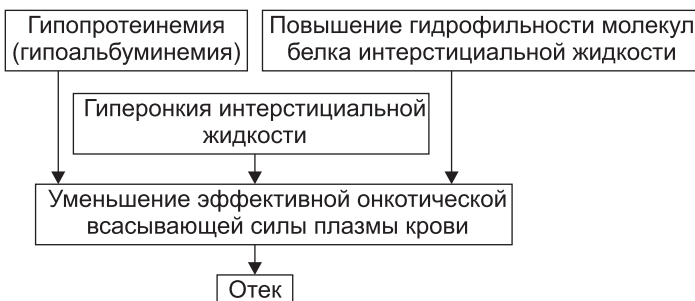 Гипопротеинемия
(гипоальбуминемия)
Повышение гидрофильности молекул
белка интерстициальной жидкости
Гиперонкия интерстициальной
жидкости
Уменьшение эффективной онкотической
всасывающей силы плазмы крови
Отек